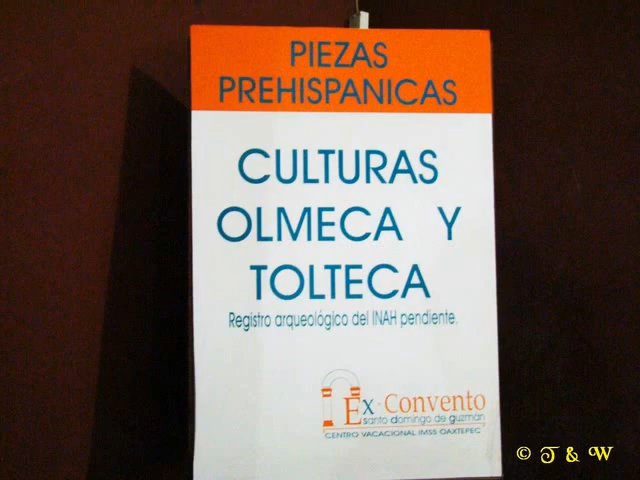 PIEZAS
PREHISPANICAS
CULTURAS
OLMECA Y
TOLTECA
Registro arqueológico del INAH pendiente.
Ex-Convento
santo domingo de guzmán
CENTRO VACACIONAL IMSS OAXTEPEC
© T & W